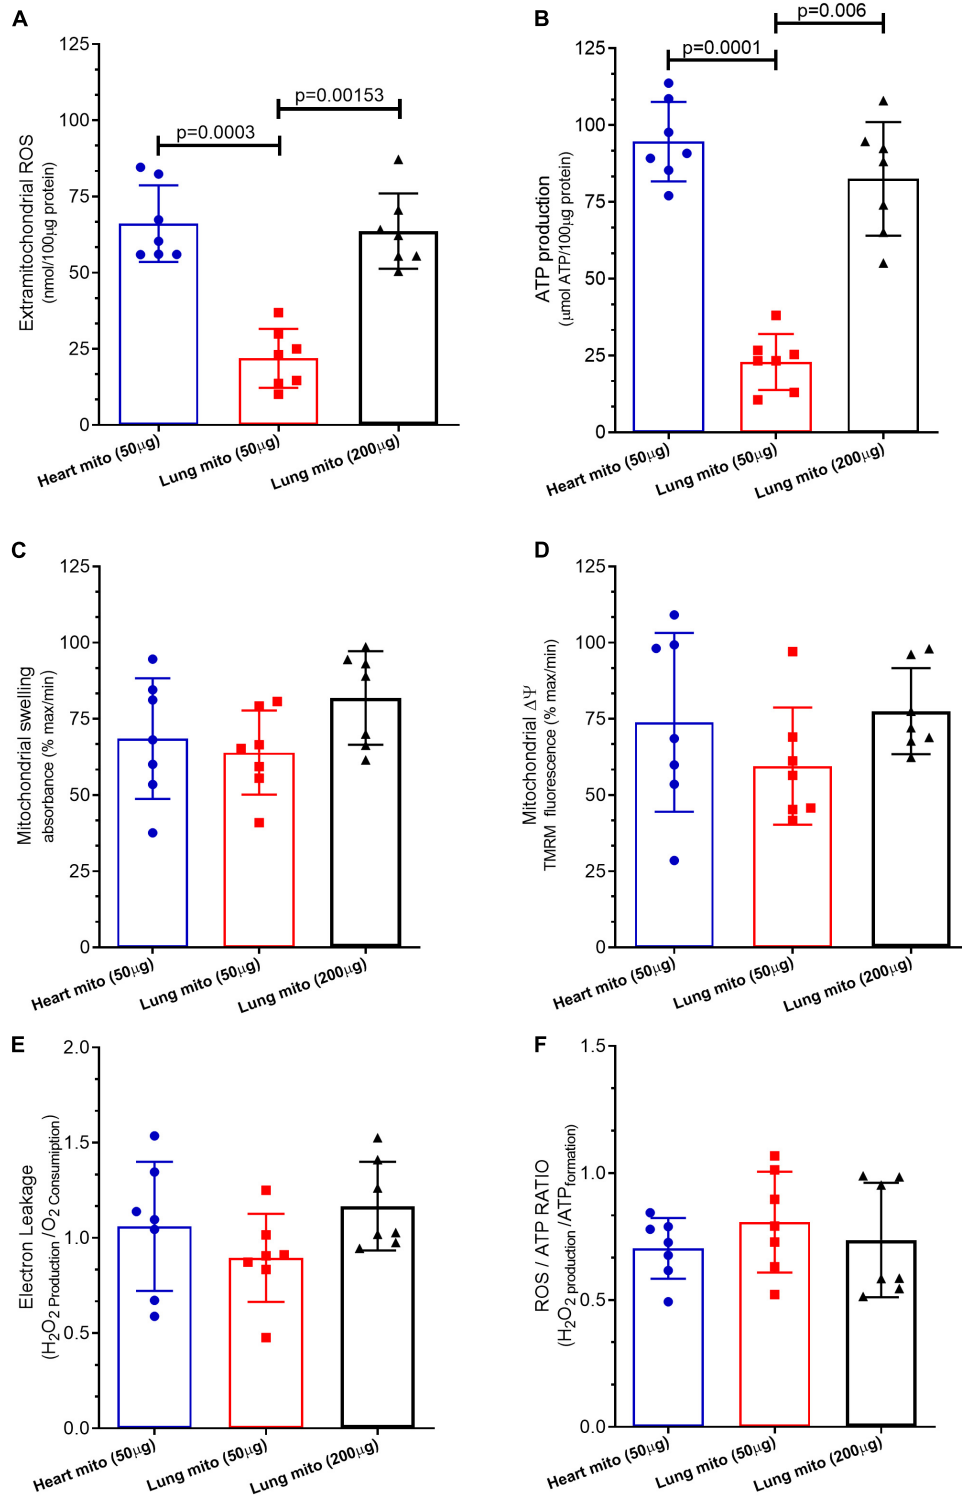 A
Extramitochondrial ROS
(nmol/100µg protein)
125
100
75
50
25
0
p=0.0003
p=0.00153
Heart mito (50µg)
Lung mito (50µg)
Lung mito (200µg)
B
ATP production
(µmol ATP/100µg protein)
125
100
75
50
25
0
p=0.0001
p=0.006
Heart mito (50µg)
Lung mito (50µg)
Lung mito (200µg)
C
Mitochondrial swelling
absorbance (% max/min)
125
100
75
50
25
0
Heart mito (50µg)
Lung mito (50µg)
Lung mito (200µg)
D
Mitochondrial ΔΨ
TMRM fluorescence (% max/min)
125
100
75
50
25
0
Heart mito (50µg)
Lung mito (50µg)
Lung mito (200µg)
E
Electron Leakage
(H2O2 Production /O2 Consumiption)
2.0
1.5
1.0
0.5
0.0
Heart mito (50µg)
Lung mito (50µg)
Lung mito (200µg)
F
ROS / ATP RATIO
(H2O2 production /ATPformation)
1.5
1.0
0.5
0.0
Heart mito (50µg)
Lung mito (50µg)
Lung mito (200µg)